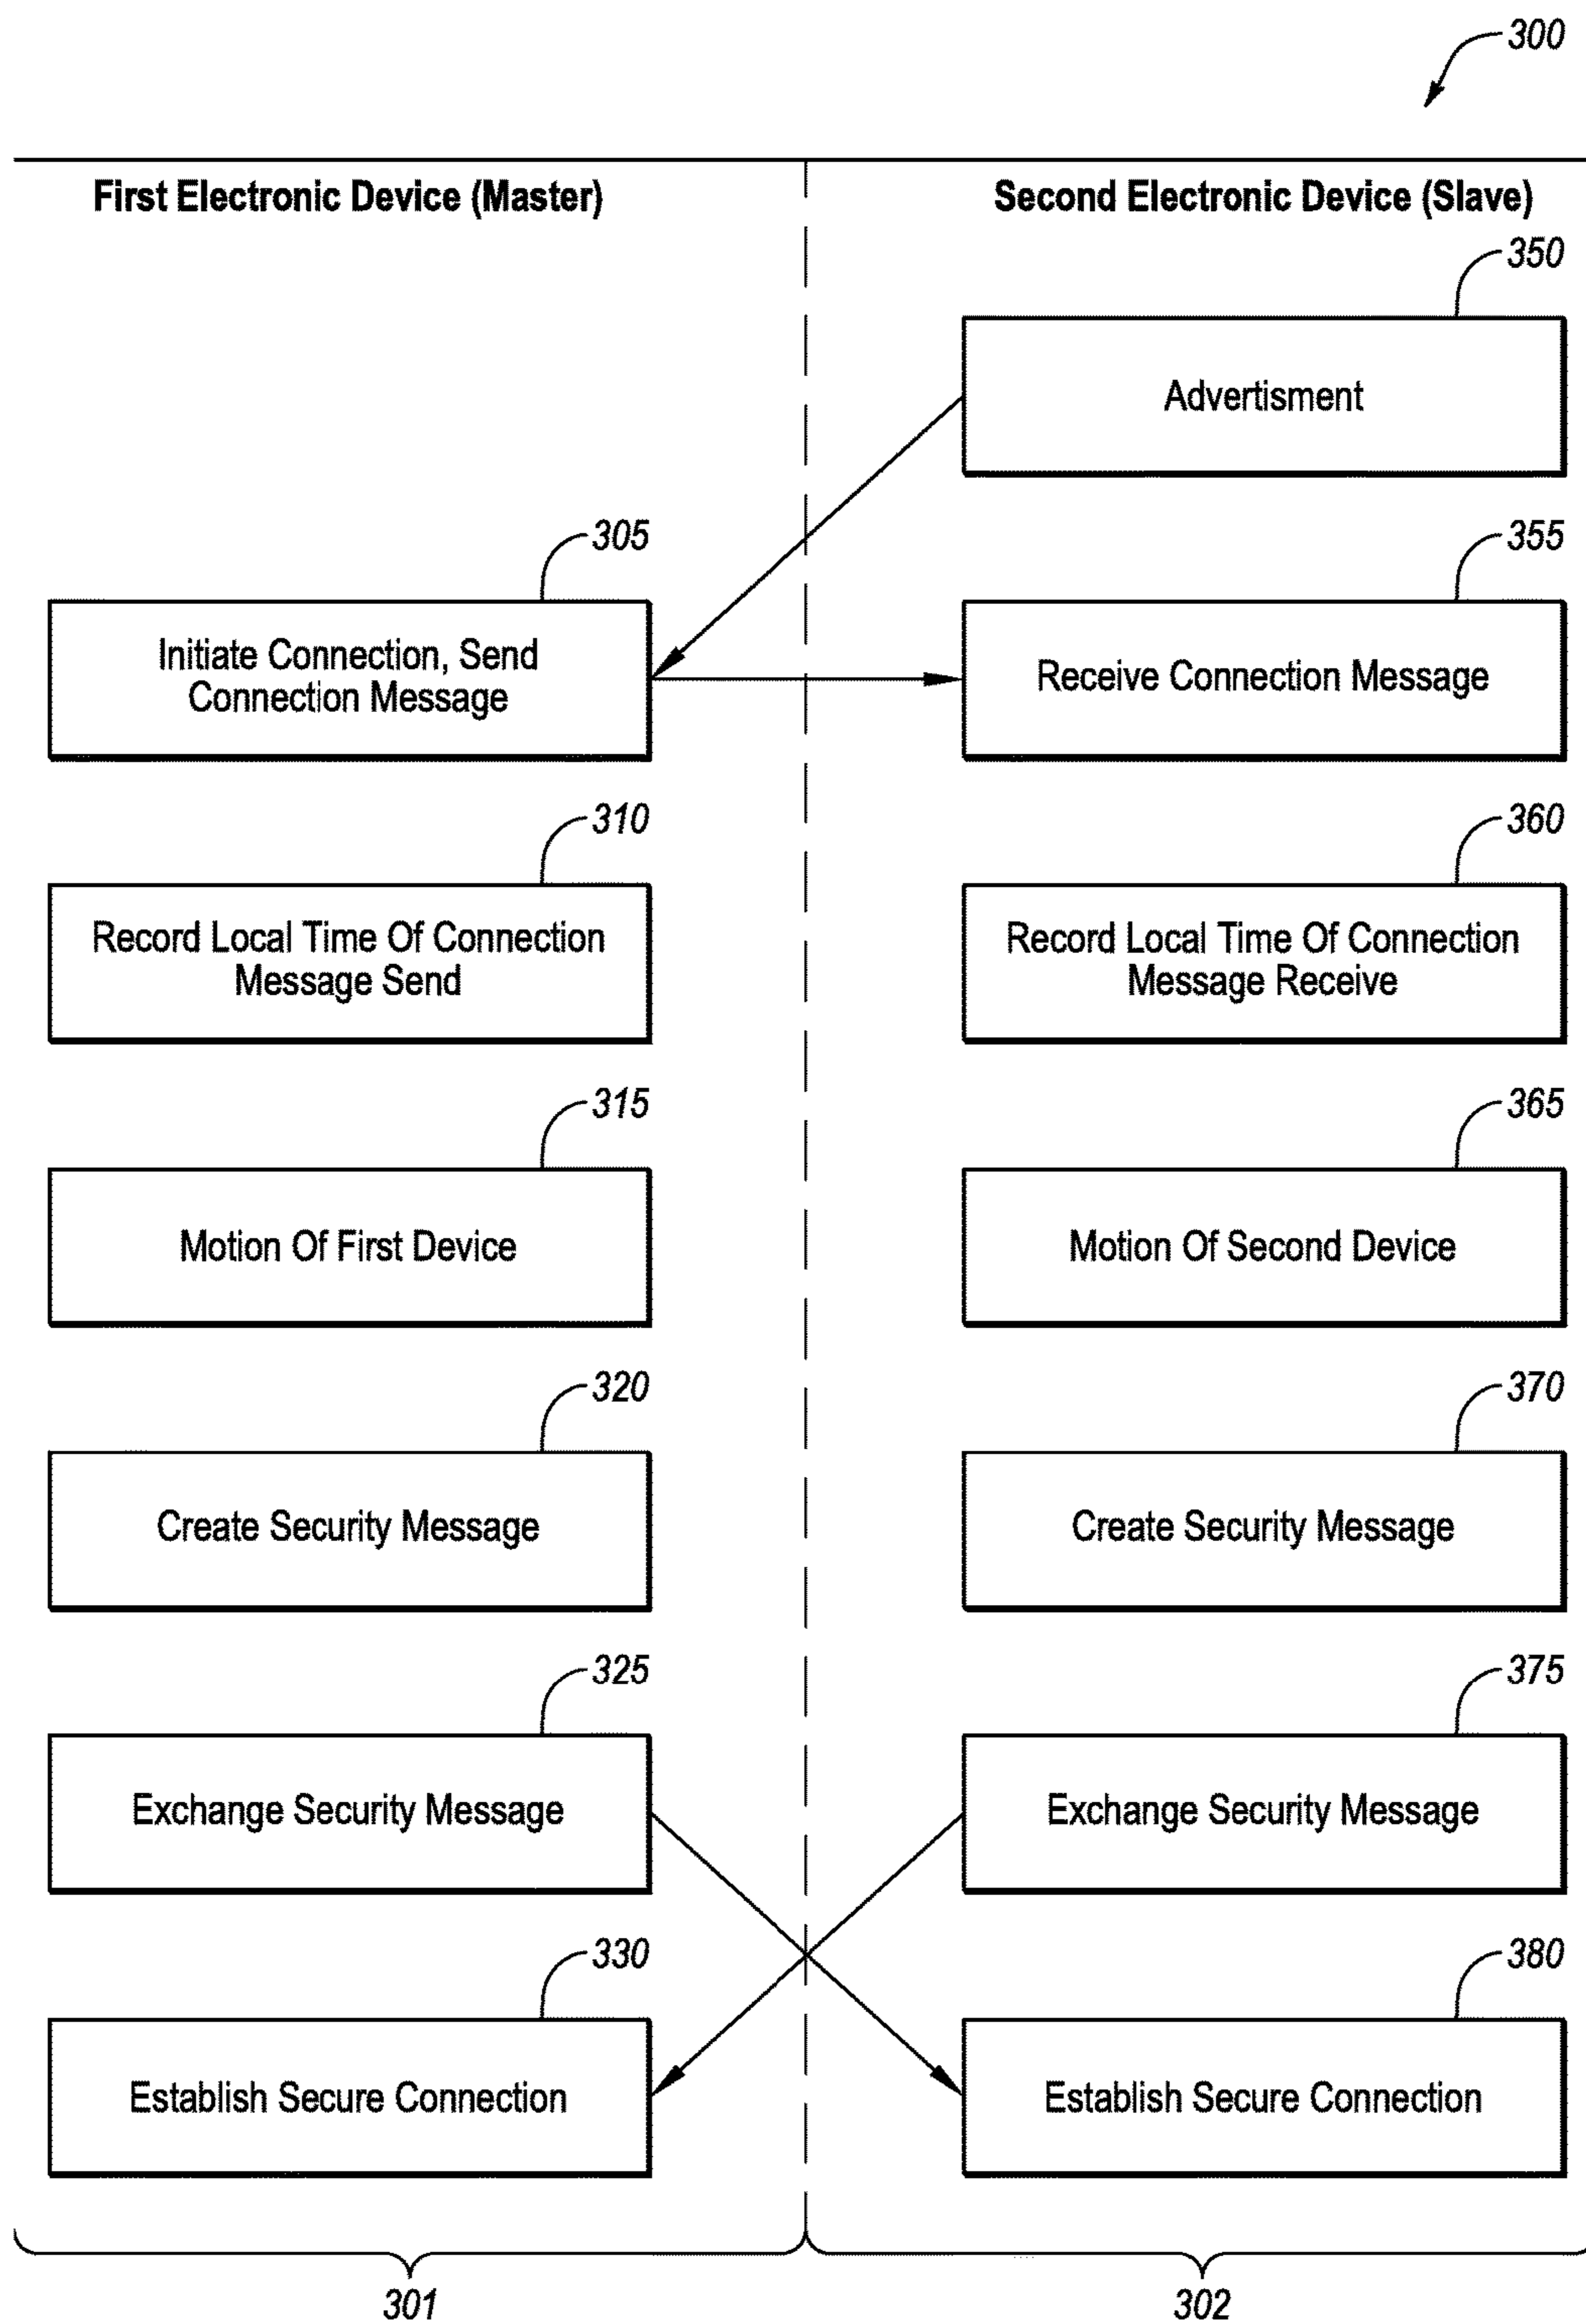 300
First Electronic Device (Master)
Second Electronic Device (Slave)
350
Advertisment
305
Initiate Connection, Send
Connection Message
355
Receive Connection Message
310
Record Local Time Of Connection
Message Send
360
Record Local Time Of Connection
Message Receive
315
Motion Of First Device
365
Motion Of Second Device
320
Create Security Message
370
Create Security Message
325
Exchange Security Message
375
Exchange Security Message
330
Establish Secure Connection
380
Establish Secure Connection
301
302